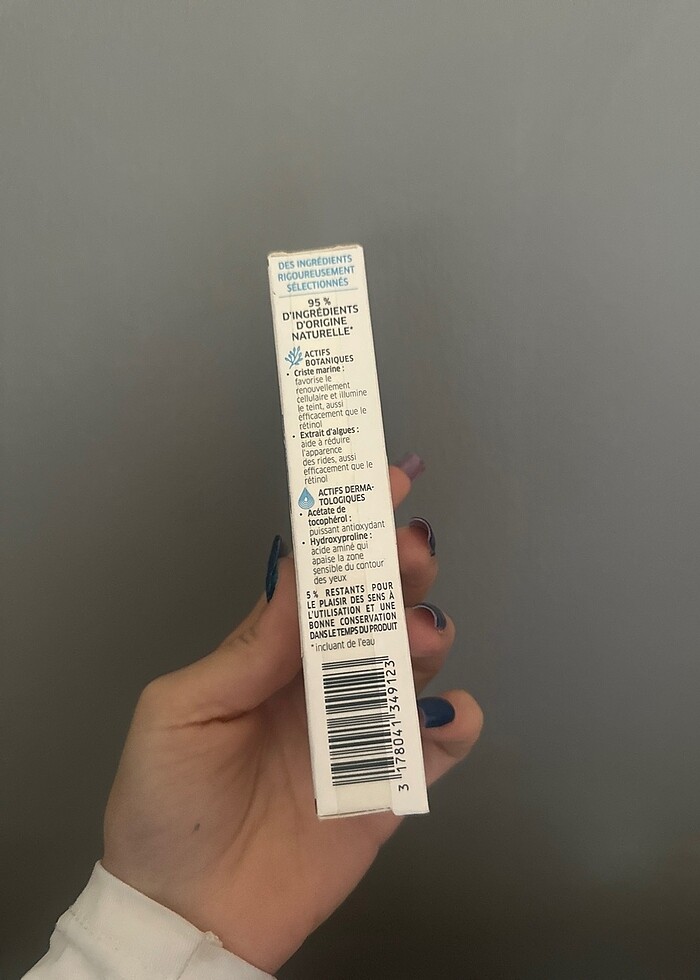 DES INGRÉDIENTS
RIGOUREUSEMENT
SÉLECTIONNÉS
95 %
D'INGRÉDIENTS
D'ORIGINE
NATURELLE*
ACTIFS
BOTANIQUES
• Criste marine :
favorise le
renouvellement
cellulaire et illumine
le teint, aussi
efficacement que le
rétinol
• Extrait d'algues :
aide à réduire
l'apparence
des rides, aussi
efficacement que le
rétinol
ACTIFS DERMA-
TOLOGIQUES
• Acétate de
tocophérol :
puissant antioxydant
• Hydroxyproline :
acide aminé qui
apaise la zone
sensible du contour
des yeux
5 % RESTANTS POUR
LE PLAISIR DES SENS À
L'UTILISATION ET UNE
BONNE CONSERVATION
DANS LE TEMPS DU PRODUIT
*incluant de l'eau
3 178041 349123